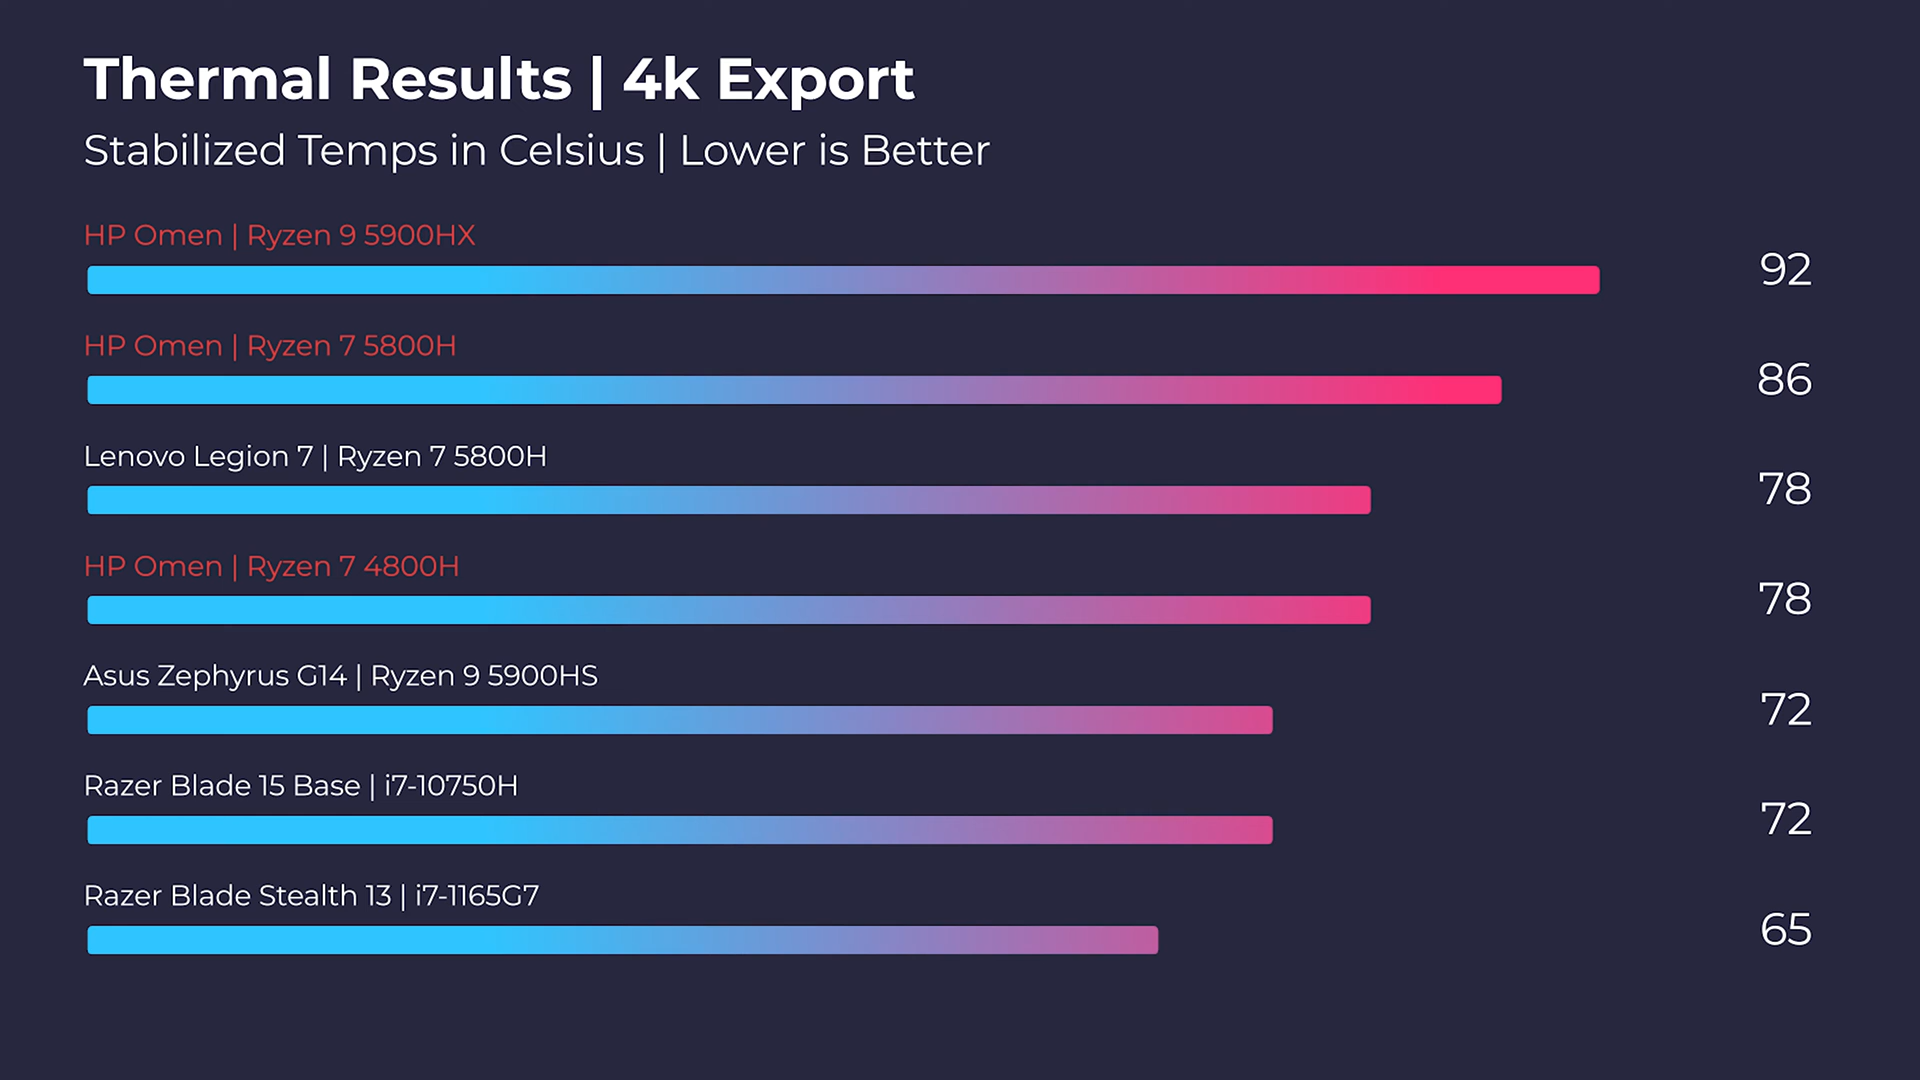 Thermal Results | 4k Export
Stabilized Temps in Celsius | Lower is Better
HP Omen | Ryzen 9 5900HX
92
HP Omen | Ryzen 7 5800H
86
Lenovo Legion 7 | Ryzen 7 5800H
78
HP Omen | Ryzen 7 4800H
78
Asus Zephyrus G14 | Ryzen 9 5900HS
72
Razer Blade 15 Base | i7-10750H
72
Razer Blade Stealth 13 | i7-1165G7
65